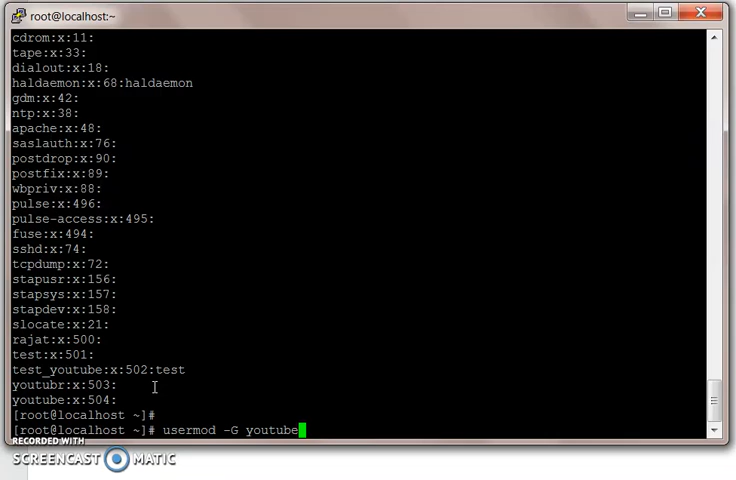 root@localhost:~
cdrom:x:11:
tape:x:33:
dialout:x:18:
haldaemon:x:68:haldaemon
gdm:x:42:
ntp:x:38:
apache:x:48:
saslauth:x:76:
postdrop:x:90:
postfix:x:89:
wbpriv:x:88:
pulse:x:496:
pulse-access:x:495:
fuse:x:494:
sshd:x:74:
tcpdump:x:72:
stapusr:x:156:
stapsys:x:157:
stapdev:x:158:
slocate:x:21:
rajat:x:500:
test:x:501:
test_youtube:x:502:test
youtubr:x:503:
youtube:x:504:
[root@localhost ~]#
[root@localhost ~]# usermod -G youtube
RECORDED WITH
SCREENCAST MATIC